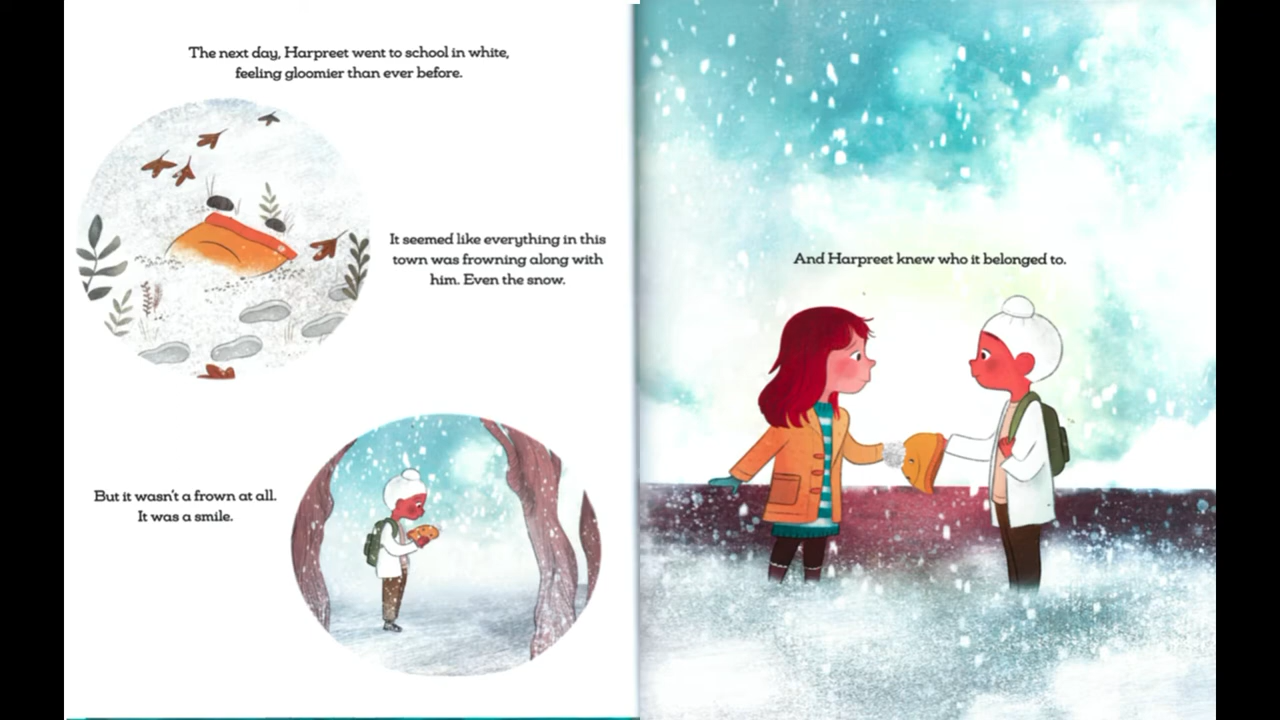 The next day, Harpreet went to school in white,
feeling gloomier than ever before.
It seemed like everything in this
town was frowning along with
him. Even the snow.
But it wasn't a frown at all.
It was a smile.
And Harpreet knew who it belonged to.